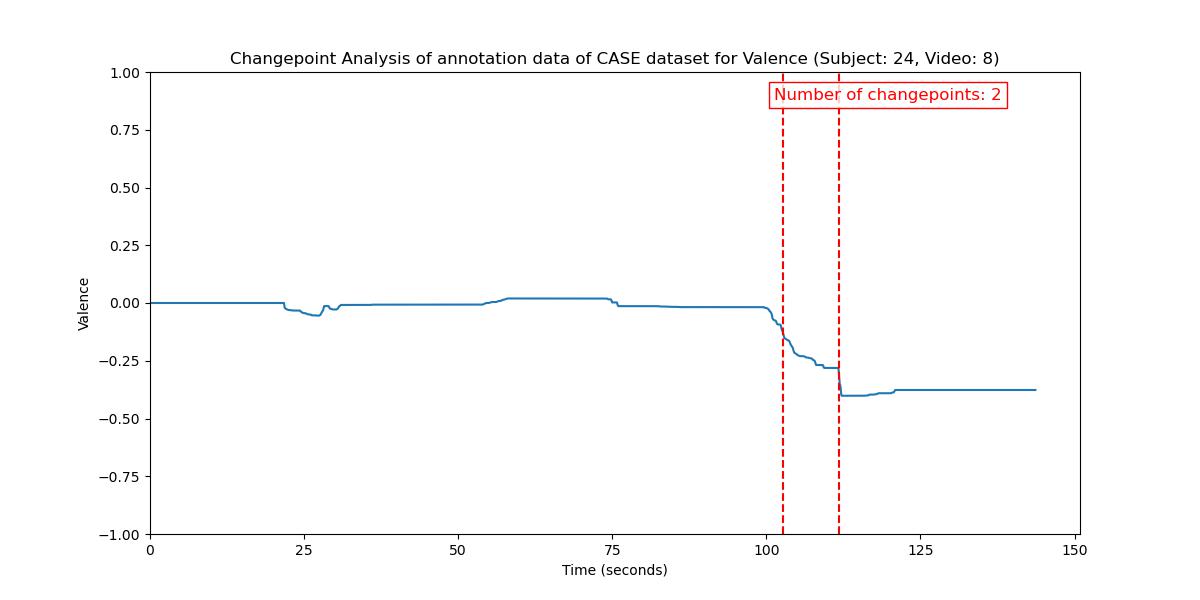 Changepoint Analysis of annotation data of CASE dataset for Valence (Subject: 24, Video: 8)
Number of changepoints: 2
1.00
0.75
0.50
0.25
0.00
−0.25
−0.50
−0.75
−1.00
Valence
0 25 50 75 100 125 150
Time (seconds)